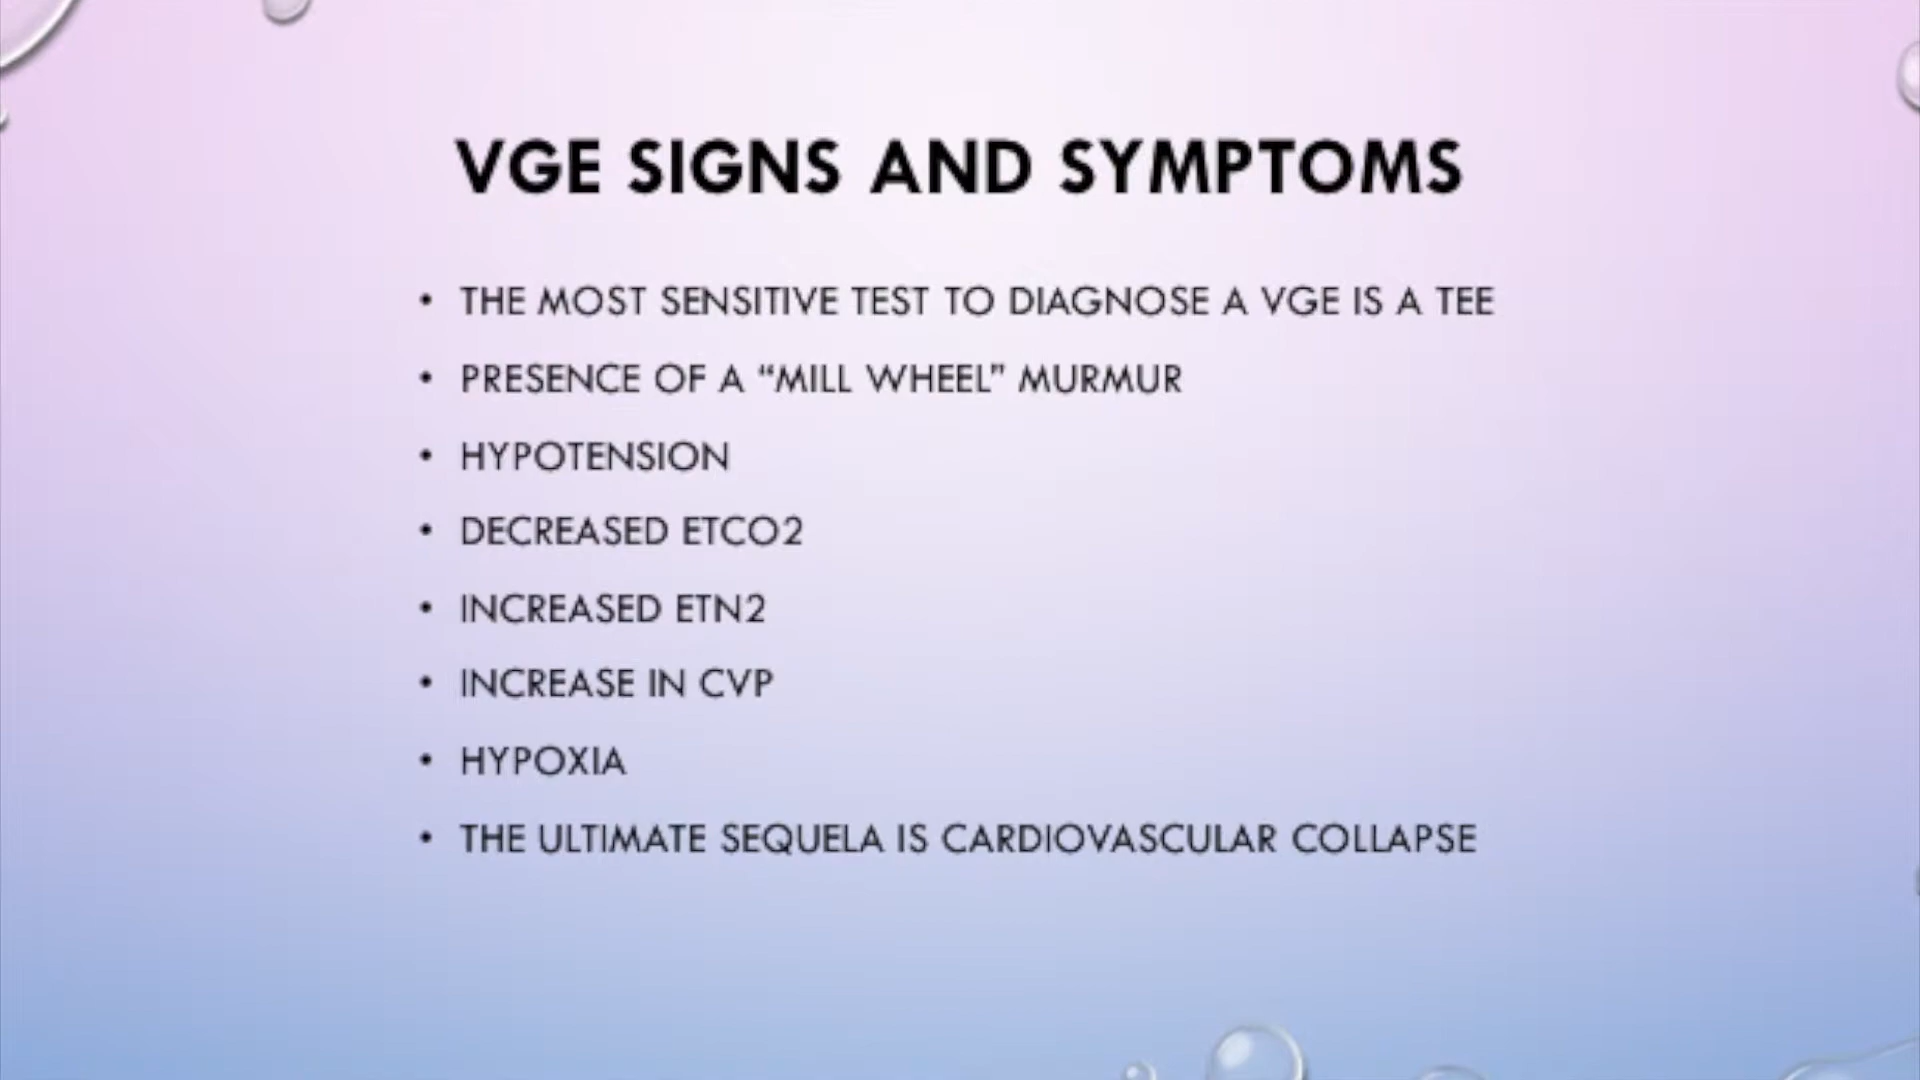 VGE SIGNS AND SYMPTOMS
• THE MOST SENSITIVE TEST TO DIAGNOSE A VGE IS A TEE
• PRESENCE OF A “MILL WHEEL” MURMUR
• HYPOTENSION
• DECREASED ETCO2
• INCREASED ETN2
• INCREASE IN CVP
• HYPOXIA
• THE ULTIMATE SEQUELA IS CARDIOVASCULAR COLLAPSE